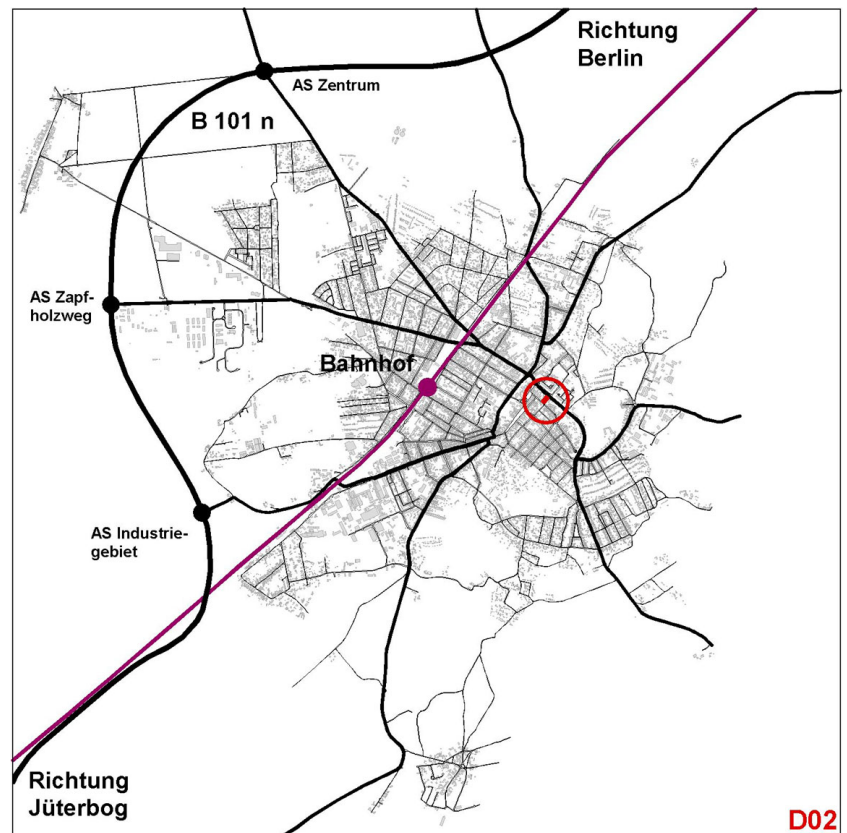 Richtung
Berlin
AS Zentrum
B 101 n
AS Zapf-
holzweg
Bahnhof
AS Industrie-
gebiet
Richtung
Jüterbog
D02